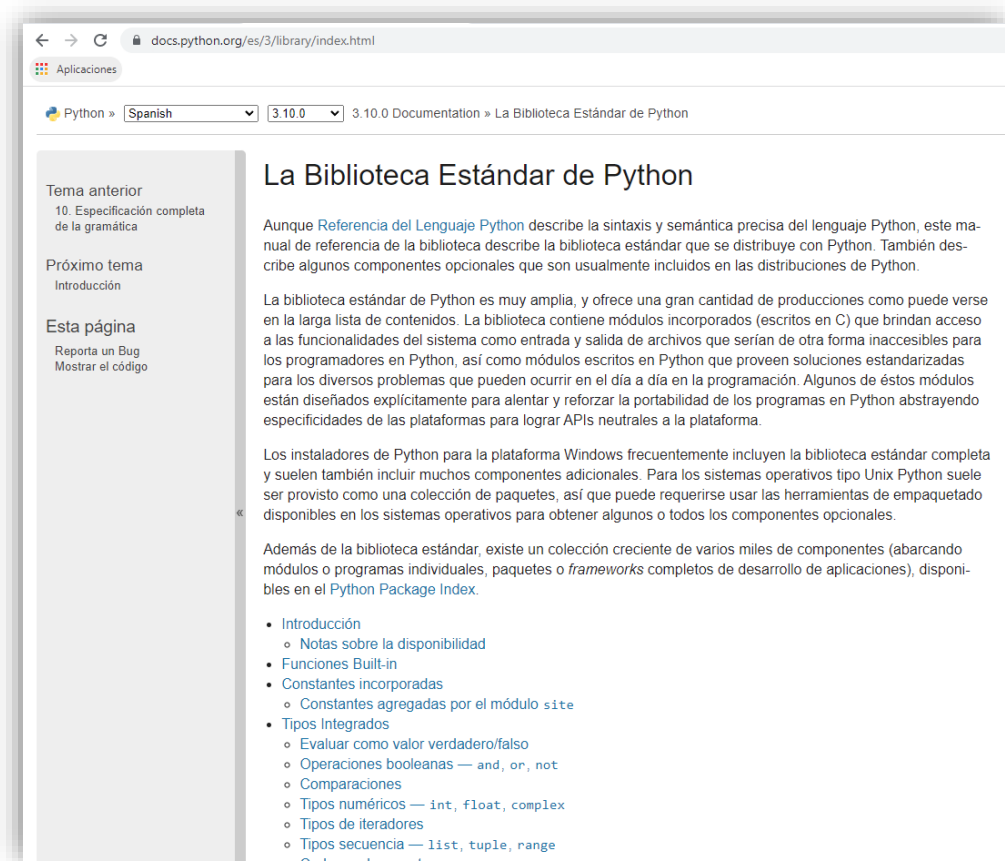 docs.python.org/es/3/library/index.html
Aplicaciones
Python » Spanish 3.10.0 3.10.0 Documentation » La Biblioteca Estándar de Python
Tema anterior
10. Especificación completa
de la gramática
Próximo tema
Introducción
Esta página
Reporta un Bug
Mostrar el código
«
La Biblioteca Estándar de Python
Aunque Referencia del Lenguaje Python describe la sintaxis y semántica precisa del lenguaje Python, este ma-
nual de referencia de la biblioteca describe la biblioteca estándar que se distribuye con Python. También des-
cribe algunos componentes opcionales que son usualmente incluidos en las distribuciones de Python.
La biblioteca estándar de Python es muy amplia, y ofrece una gran cantidad de producciones como puede verse
en la larga lista de contenidos. La biblioteca contiene módulos incorporados (escritos en C) que brindan acceso
a las funcionalidades del sistema como entrada y salida de archivos que serían de otra forma inaccesibles para
los programadores en Python, así como módulos escritos en Python que proveen soluciones estandarizadas
para los diversos problemas que pueden ocurrir en el día a día en la programación. Algunos de éstos módulos
están diseñados explícitamente para alentar y reforzar la portabilidad de los programas en Python abstrayendo
especificidades de las plataformas para lograr APIs neutrales a la plataforma.
Los instaladores de Python para la plataforma Windows frecuentemente incluyen la biblioteca estándar completa
y suelen también incluir muchos componentes adicionales. Para los sistemas operativos tipo Unix Python suele
ser provisto como una colección de paquetes, así que puede requerirse usar las herramientas de empaquetado
disponibles en los sistemas operativos para obtener algunos o todos los componentes opcionales.
Además de la biblioteca estándar, existe un colección creciente de varios miles de componentes (abarcando
módulos o programas individuales, paquetes o frameworks completos de desarrollo de aplicaciones), disponi-
bles en el Python Package Index.
• Introducción
◦ Notas sobre la disponibilidad
• Funciones Built-in
• Constantes incorporadas
◦ Constantes agregadas por el módulo site
• Tipos Integrados
◦ Evaluar como valor verdadero/falso
◦ Operaciones booleanas — and, or, not
◦ Comparaciones
◦ Tipos numéricos — int, float, complex
◦ Tipos de iteradores
◦ Tipos secuencia — list, tuple, range